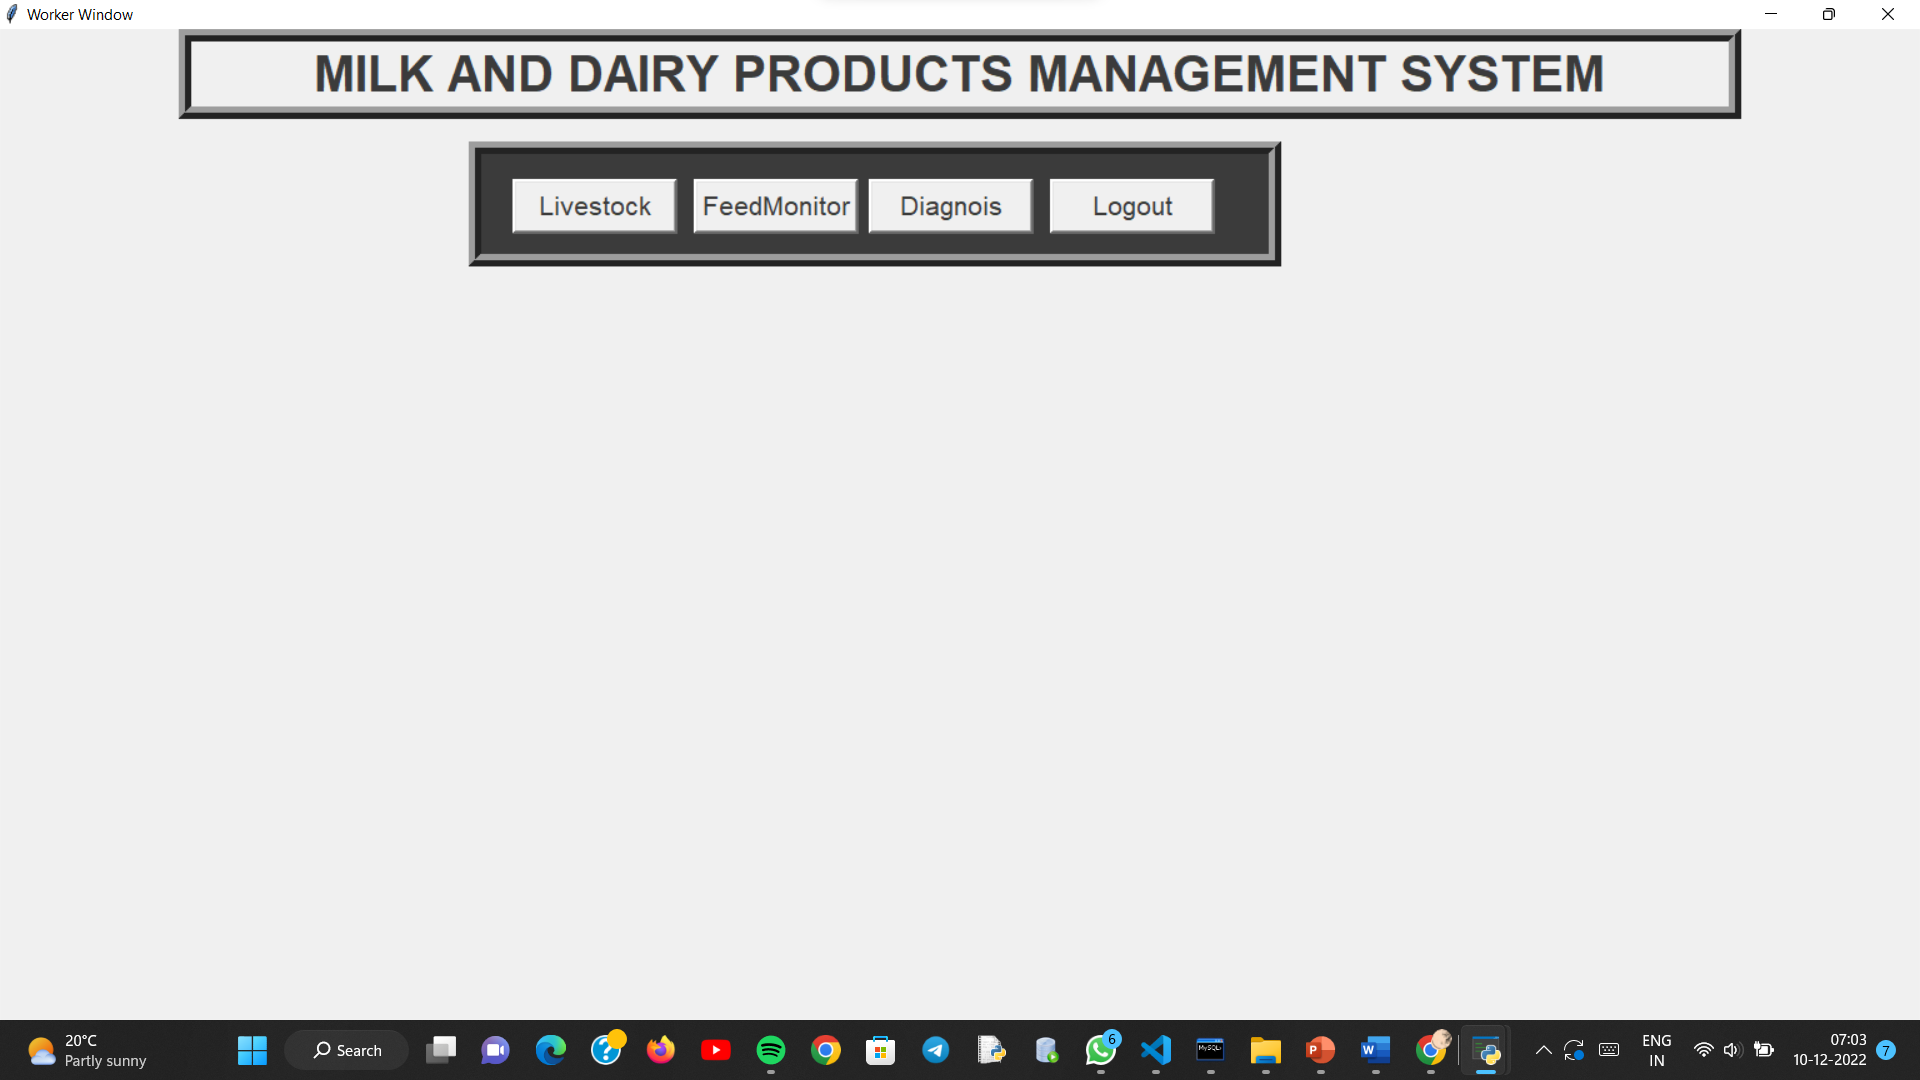 Worker Window
MILK AND DAIRY PRODUCTS MANAGEMENT SYSTEM
Livestock FeedMonitor Diagnois Logout
20°C
Partly sunny
Search
6
MySQL
P
W
ENG
IN
07:03
10-12-2022
7